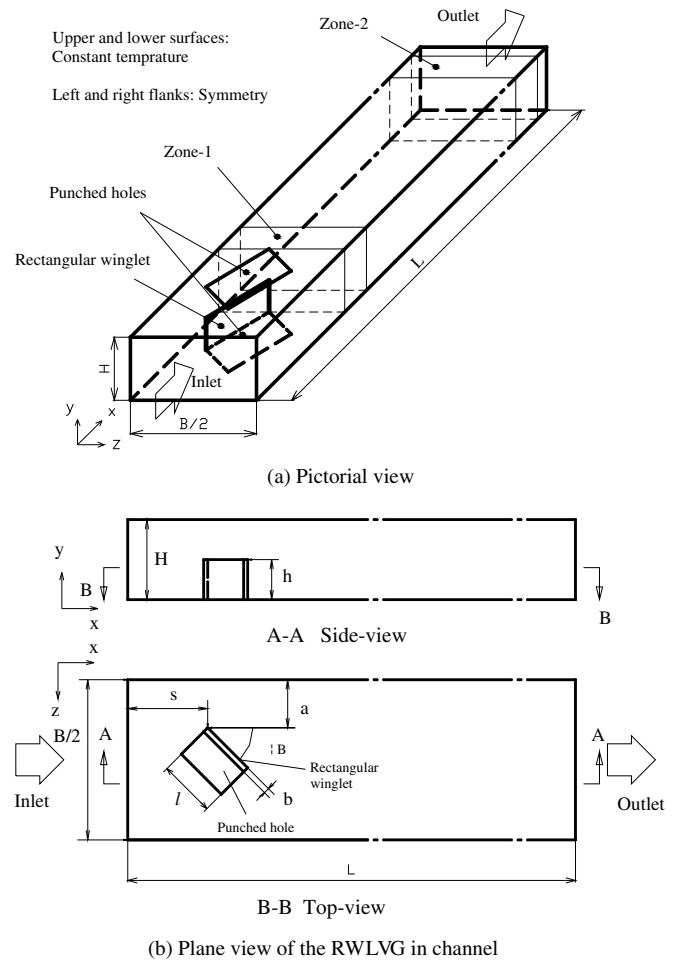 Outlet
Zone-2
Upper and lower surfaces:
Constant temprature
Left and right flanks: Symmetry
Zone-1
Punched holes
Rectangular winglet
L
H
Inlet
y
x
z
B/2
(a) Pictorial view
y
H
h
B
B
x
A-A Side-view
x
s
a
z
B/2
A
A
B
Rectangular
winglet
l
b
Inlet
Punched hole
Outlet
L
B-B Top-view
(b) Plane view of the RWLVG in channel